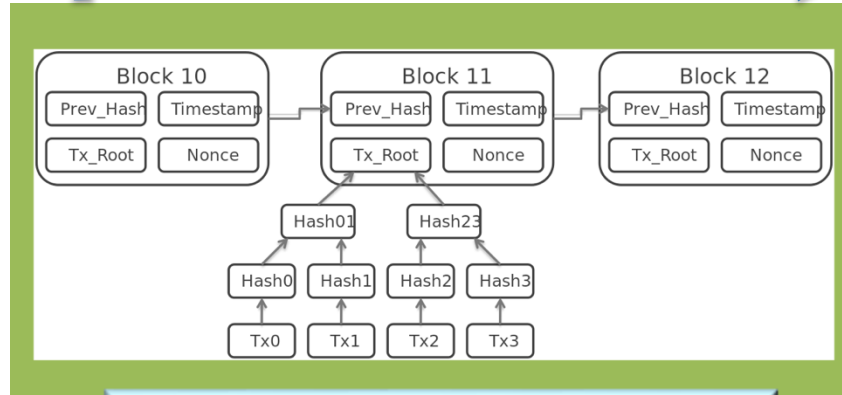 Block 10 Block 11 Block 12
Prev_Hash Timestamp Prev_Hash Timestamp Prev_Hash Timestamp
Tx_Root Nonce Tx_Root Nonce Tx_Root Nonce
Hash01 Hash23
Hash0 Hash1 Hash2 Hash3
Tx0 Tx1 Tx2 Tx3